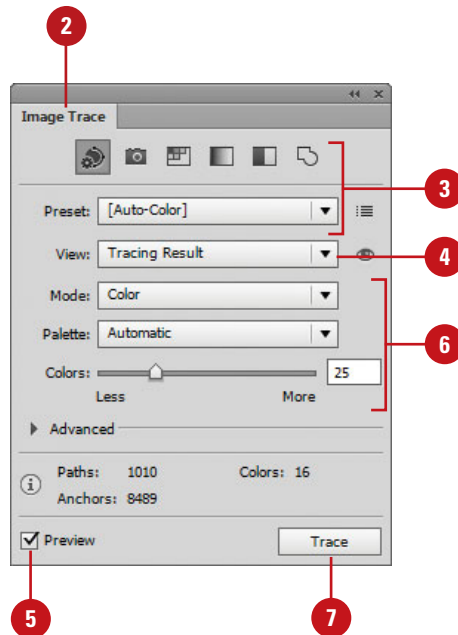 2
Image Trace
3
Preset: [Auto-Color]
4
View: Tracing Result
Mode: Color
6
Palette: Automatic
Colors: 25
Less More
Advanced
Paths: 1010 Colors: 16
Anchors: 8489
Preview Trace
5 7